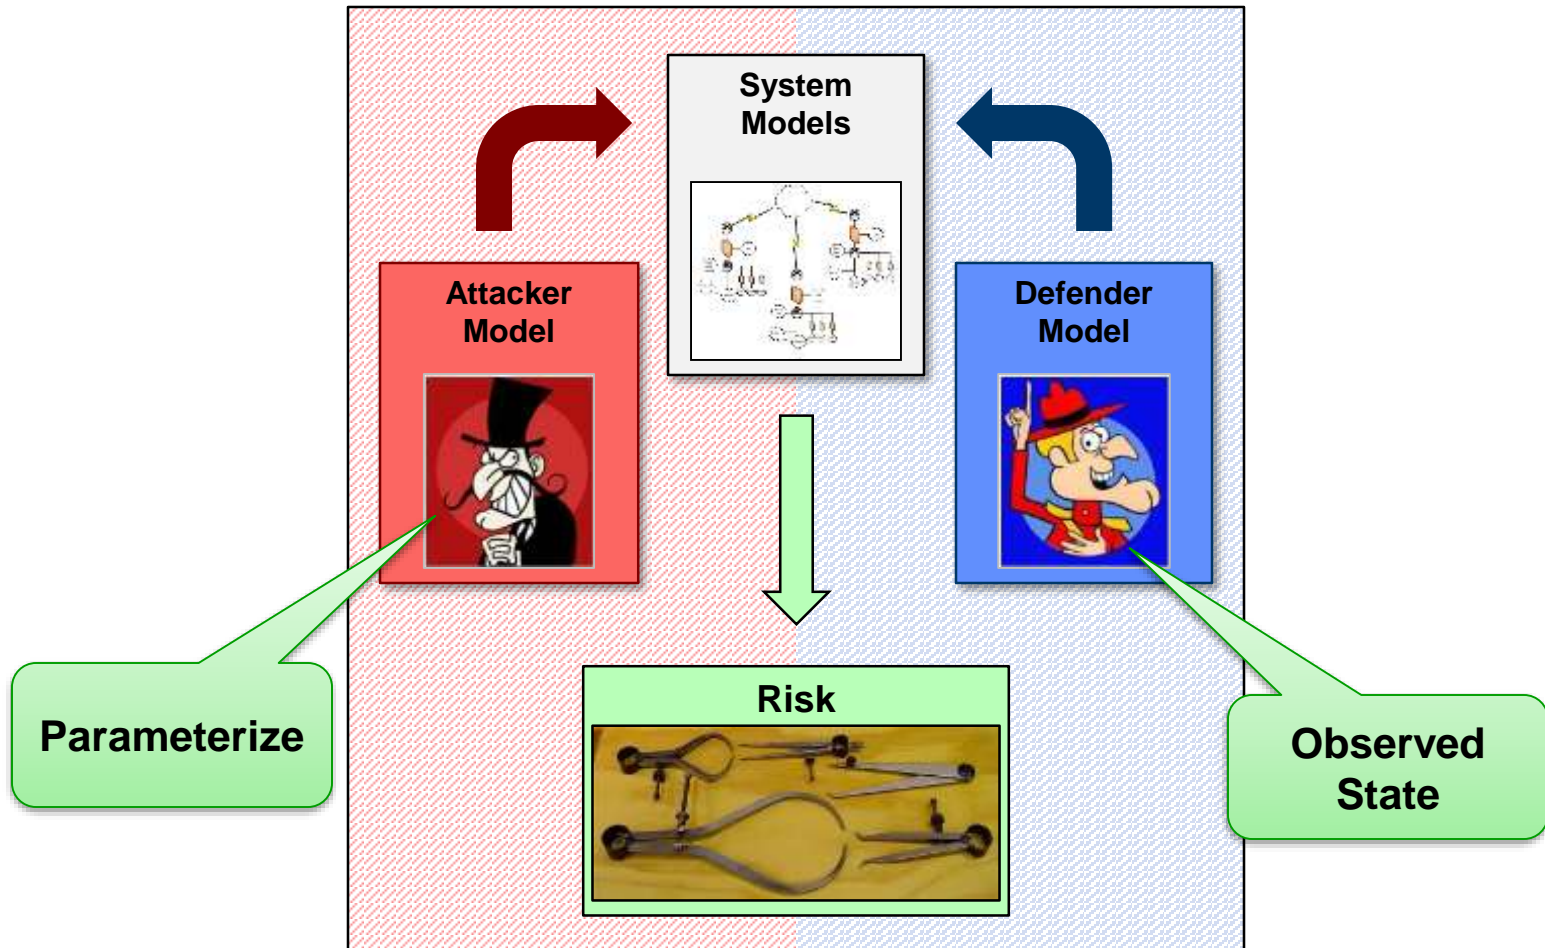 System
Models
Attacker
Model
Defender
Model
Parameterize
Risk
Observed
State